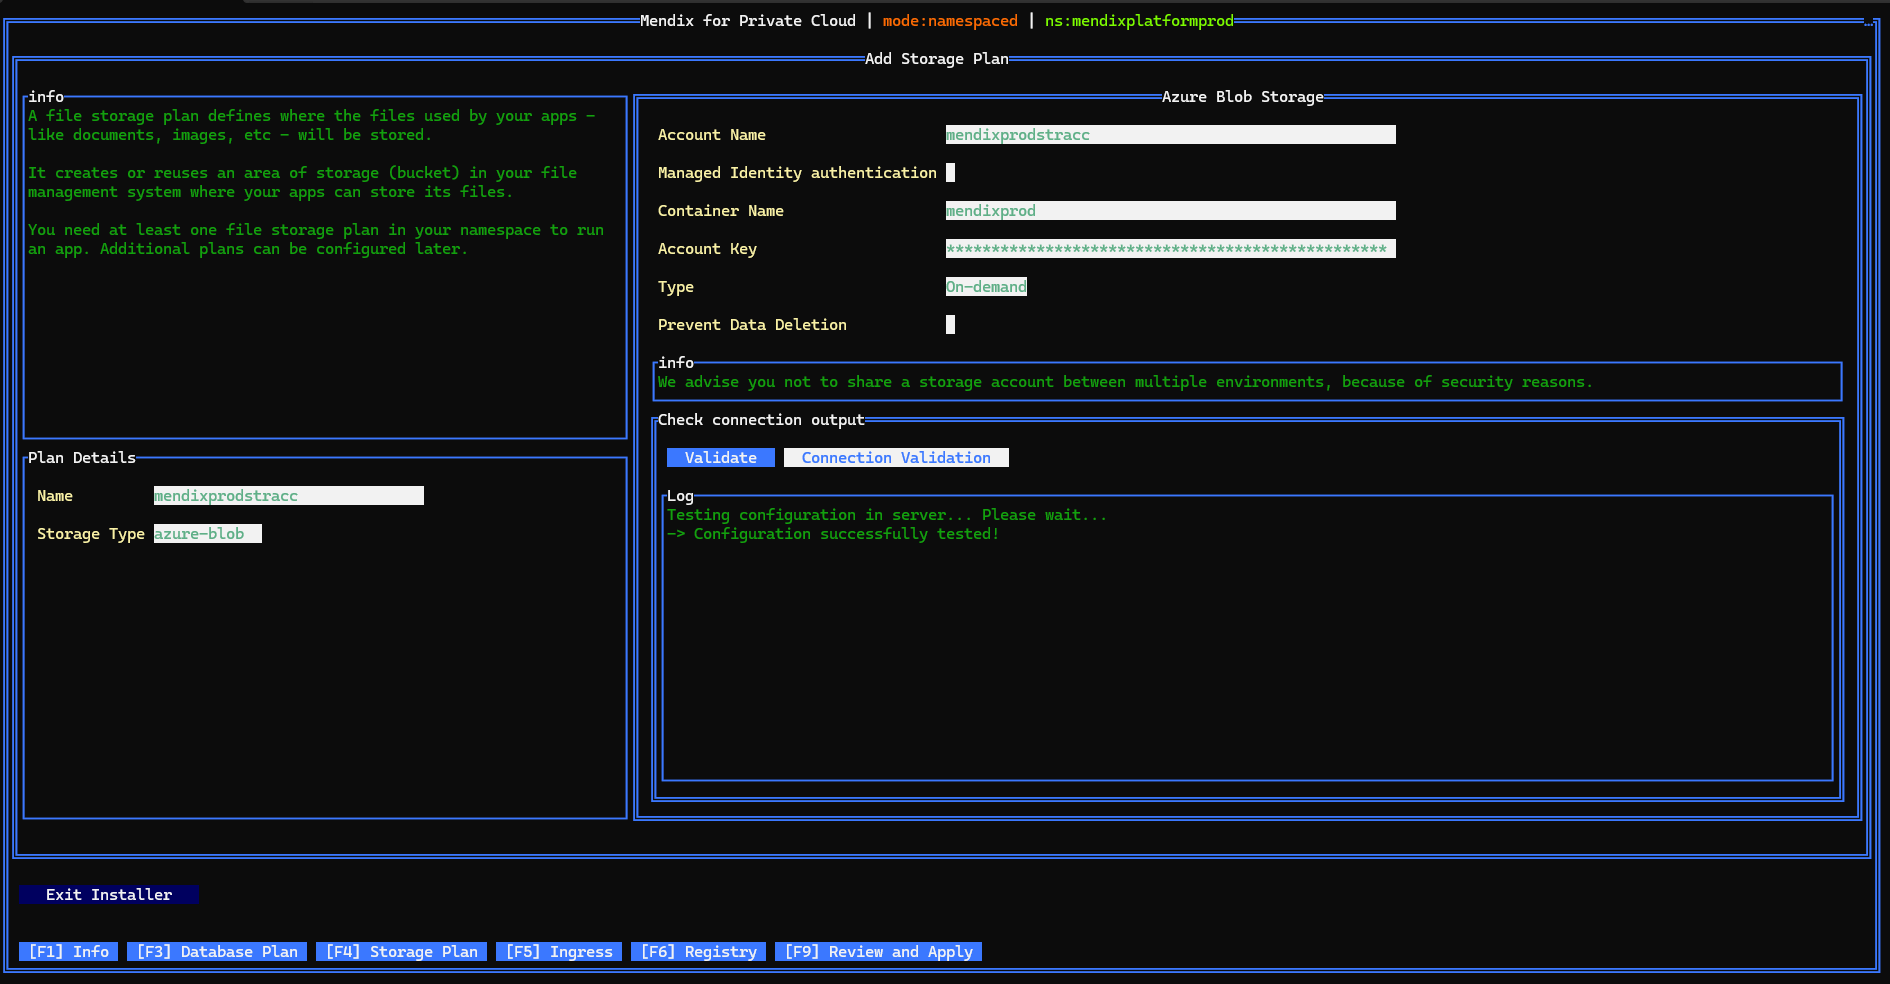 Mendix for Private Cloud | mode:namespaced | ns:mendixplatformprod
Add Storage Plan
info
A file storage plan defines where the files used by your apps -
like documents, images, etc - will be stored.
It creates or reuses an area of storage (bucket) in your file
management system where your apps can store its files.
You need at least one file storage plan in your namespace to run
an app. Additional plans can be configured later.
Plan Details
Name mendixprodstracc
Storage Type azure-blob
Azure Blob Storage
Account Name mendixprodstracc
Managed Identity authentication
Container Name mendixprod
Account Key *************************************************
Type On-demand
Prevent Data Deletion
info
We advise you not to share a storage account between multiple environments, because of security reasons.
Check connection output
Validate Connection Validation
Log
Testing configuration in server... Please wait...
-> Configuration successfully tested!
Exit Installer
[F1] Info [F3] Database Plan [F4] Storage Plan [F5] Ingress [F6] Registry [F9] Review and Apply